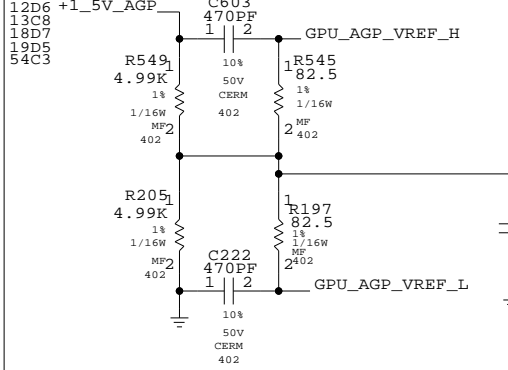 12D6 +1_5V_AGP
13C8
18D7
19D5
54C3
C603
470PF
1 2
GPU_AGP_VREF_H
10%
50V
CERM
402
R549
4.99K
1
1%
1/16W
MF
2
402
R545
1
82.5
1%
1/16W
MF
2
402
R205
1
4.99K
1%
1/16W
MF
2
402
R197
1
82.5
1%
1/16W
MF
2
402
C222
470PF
1 2
GPU_AGP_VREF_L
10%
50V
CERM
402